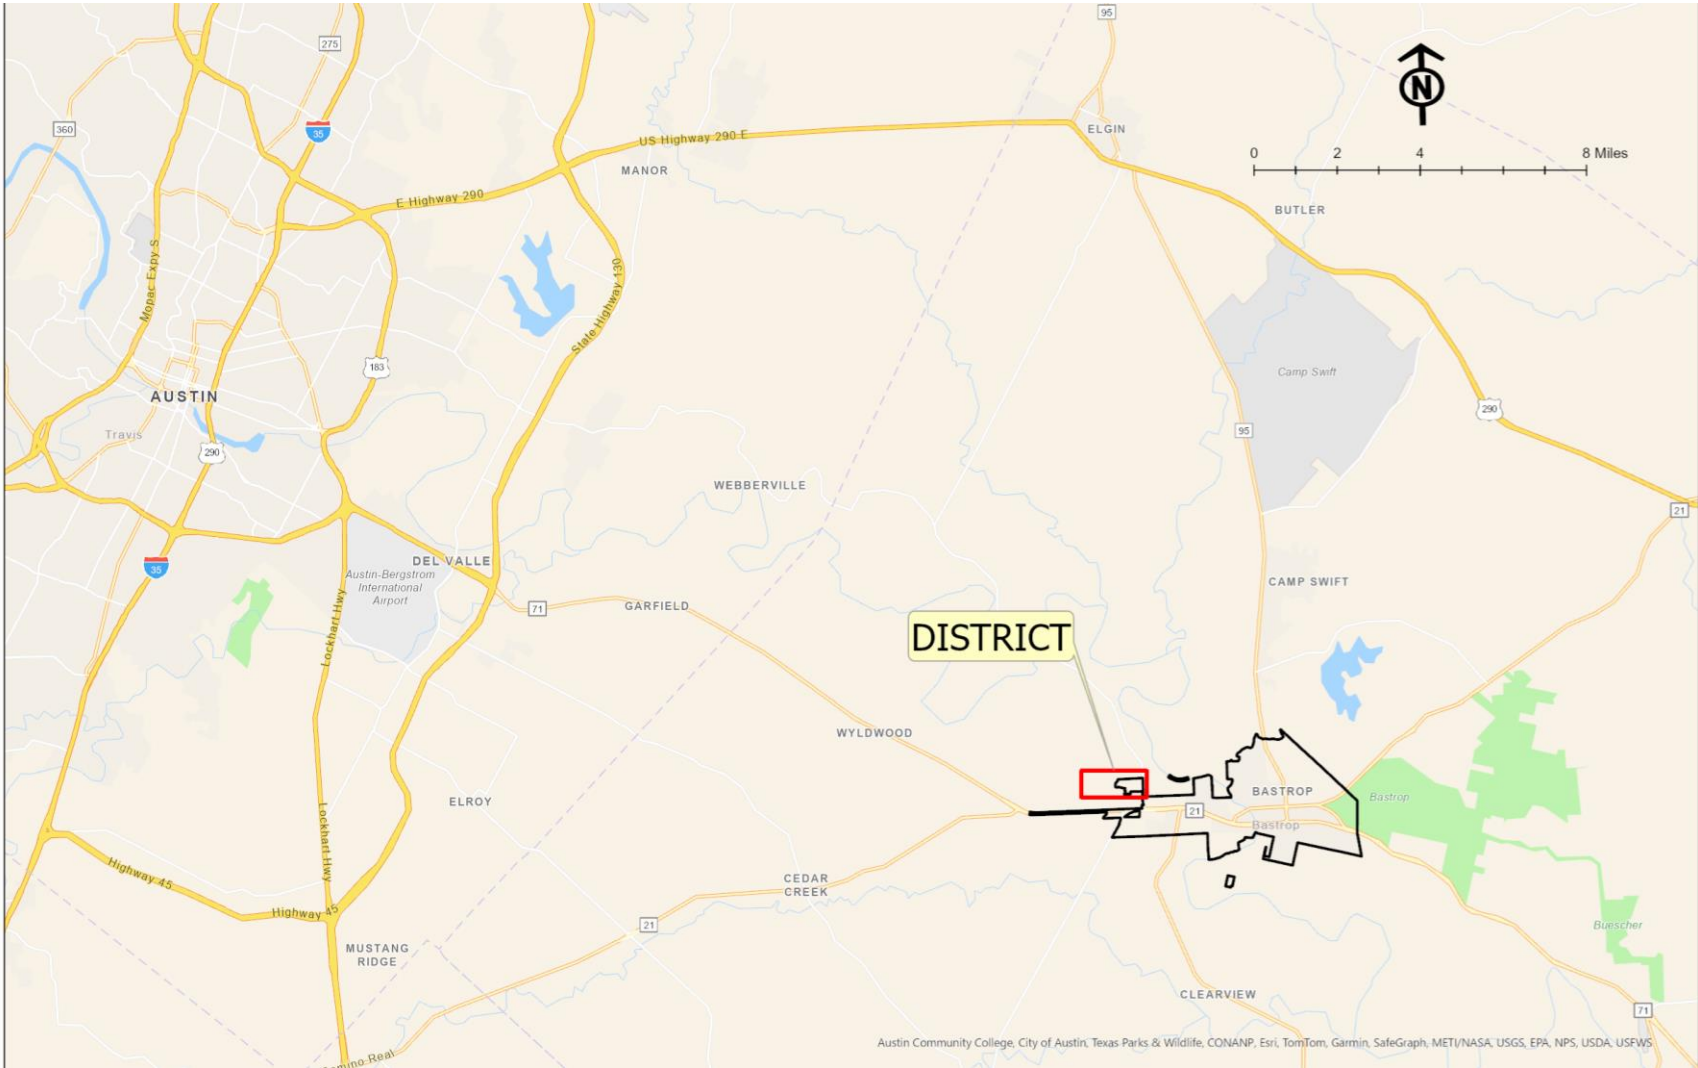 95
275
35
360
N
US Highway 290 E
ELGIN
0 2 4 8 Miles
MANOR
E Highway 290
BUTLER
Mopac Expy S
State Highway 130
183
Camp Swift
AUSTIN
290
Travis
95
290
WEBBERVILLE
21
35
DEL VALLE
Austin-Bergstrom
International
Airport
CAMP SWIFT
71
GARFIELD
Lockhart Hwy
DISTRICT
WYLDWOOD
BASTROP
Bastrop
ELROY
21
Bastrop
Lockhart Hwy
Highway 45
CEDAR
CREEK
Highway 45
21
Buescher
MUSTANG
RIDGE
CLEARVIEW
71
Austin Community College, City of Austin, Texas Parks & Wildlife, CONANP, Esri, TomTom, Garmin, SafeGraph, METI/NASA, USGS, EPA, NPS, USDA, USFWS
Real